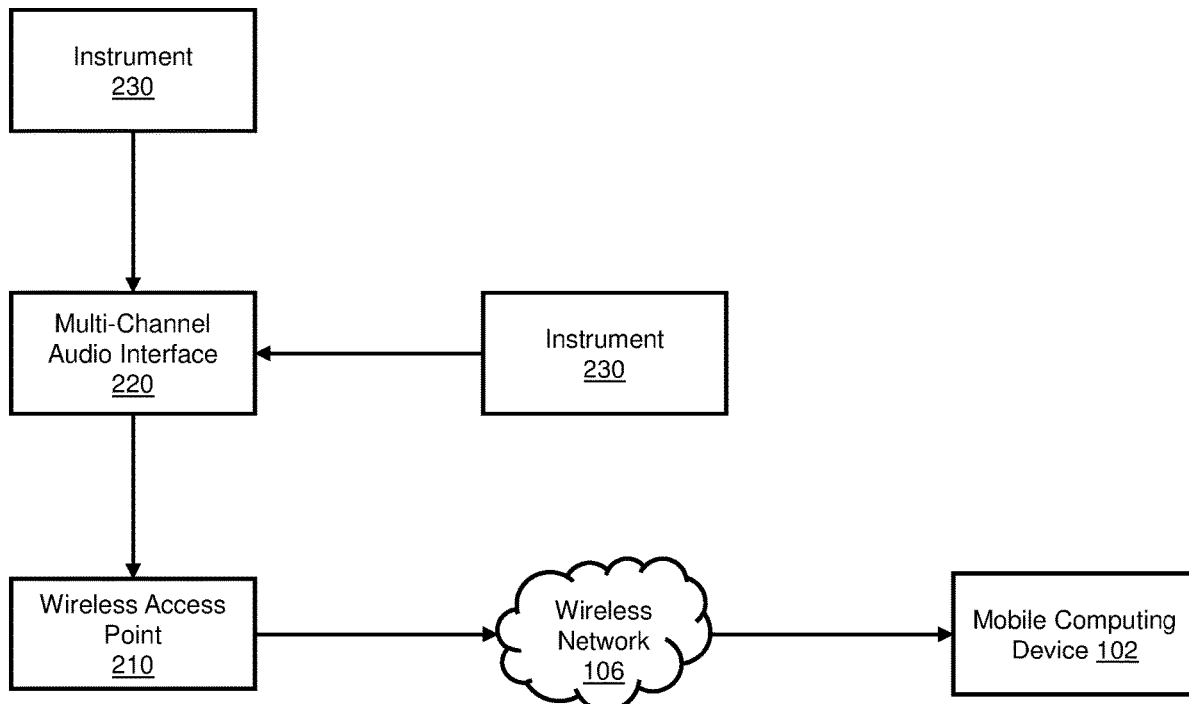 Instrument
230
Multi-Channel
Audio Interface
220
Instrument
230
Wireless Access
Point
210
Wireless
Network
106
Mobile Computing
Device 102